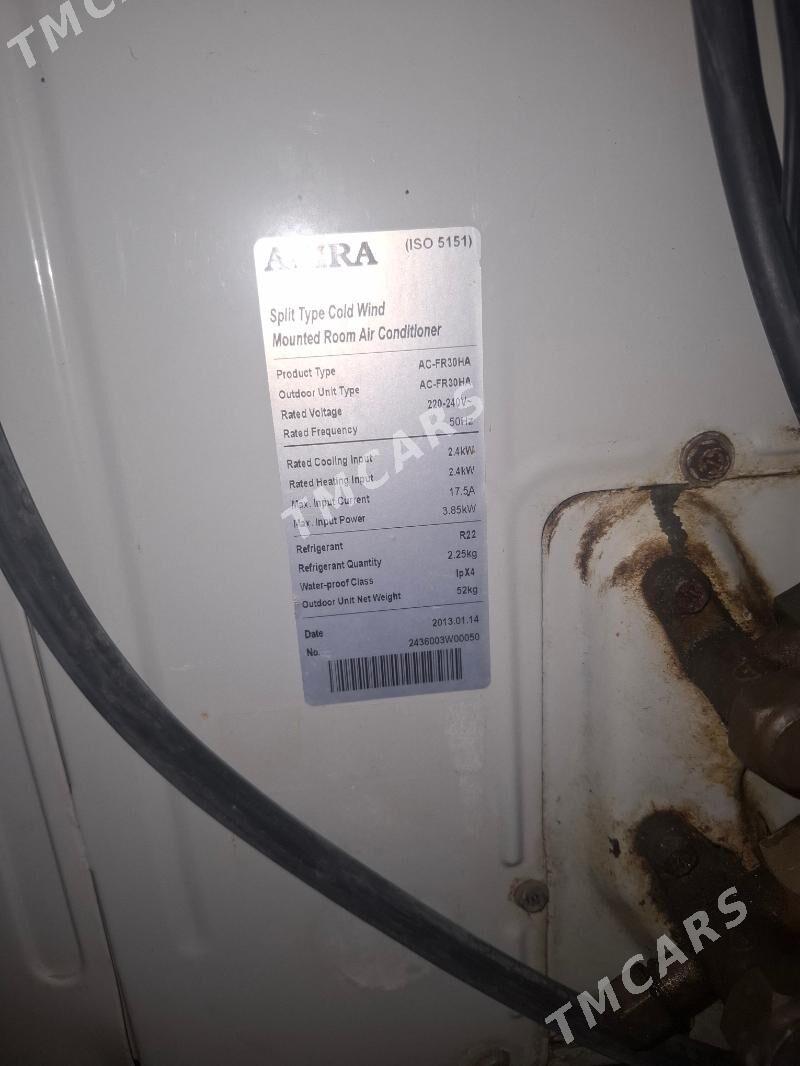 TMCARS
(ISO 5151)
Split Type Cold Wind
Mounted Room Air Conditioner
Product Type AC-FR30HA
Outdoor Unit Type AC-FR30HA
Rated Voltage 220-240V~
Rated Frequency 50Hz
Rated Cooling Input 2.4kW
Rated Heating Input 2.4kW
Max. Input Current 17.5A
Max. Input Power 3.85kW
TMCARS
Refrigerant R22
Refrigerant Quantity 2.25kg
Water-proof Class IpX4
Outdoor Unit Net Weight 52kg
Date 2013.01.14
No. 2436003W00050
TMCARS